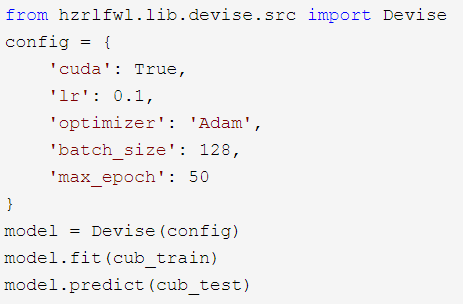 from hzrlfwl.lib.devise.src import Devise
config = {
    'cuda': True,
    'lr': 0.1,
    'optimizer': 'Adam',
    'batch_size': 128,
    'max_epoch': 50
}
model = Devise(config)
model.fit(cub_train)
model.predict(cub_test)